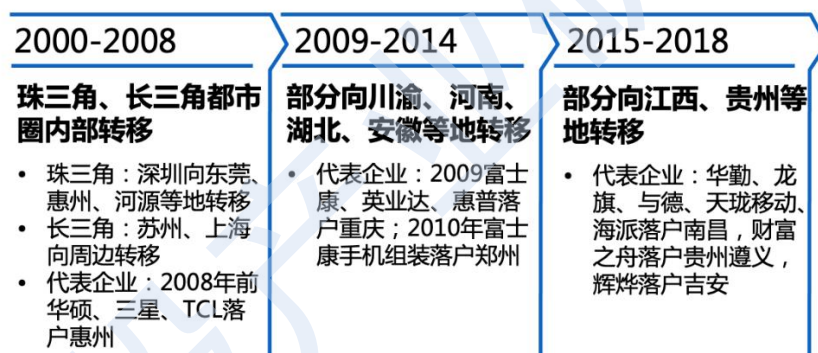 2000-2008
珠三角、长三角都市
圈内部转移
• 珠三角：深圳向东莞、
惠州、河源等地转移
• 长三角：苏州、上海
向周边转移
• 代表企业：2008年前
华硕、三星、TCL落
户惠州
2009-2014
部分向川渝、河南、
湖北、安徽等地转移
• 代表企业：2009富士
康、英业达、惠普落
户重庆；2010年富士
康手机组装落户郑州
2015-2018
部分向江西、贵州等
地转移
• 代表企业：华勤、龙
旗、与德、天珑移动、
海派落户南昌，财富
之舟落户贵州遵义，
辉烨落户吉安